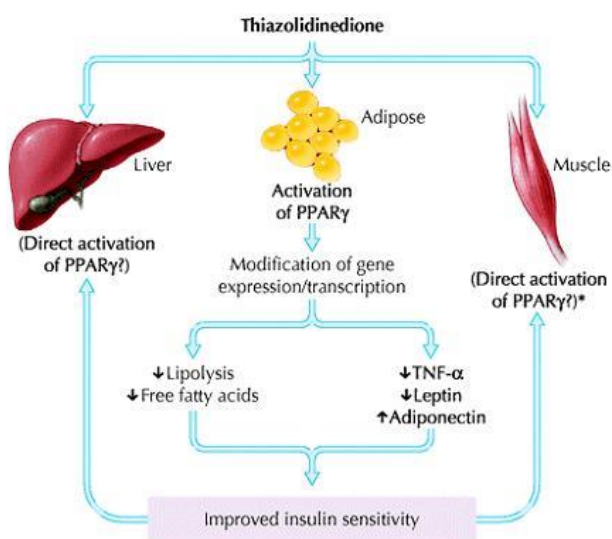 Thiazolidinedione
Liver
Adipose
Muscle
(Direct activation
of PPARγ?)
Activation
of PPARγ
(Direct activation
of PPARγ?)*
Modification of gene
expression/transcription
↓Lipolysis
↓Free fatty acids
↓TNF-α
↓Leptin
↑Adiponectin
Improved insulin sensitivity